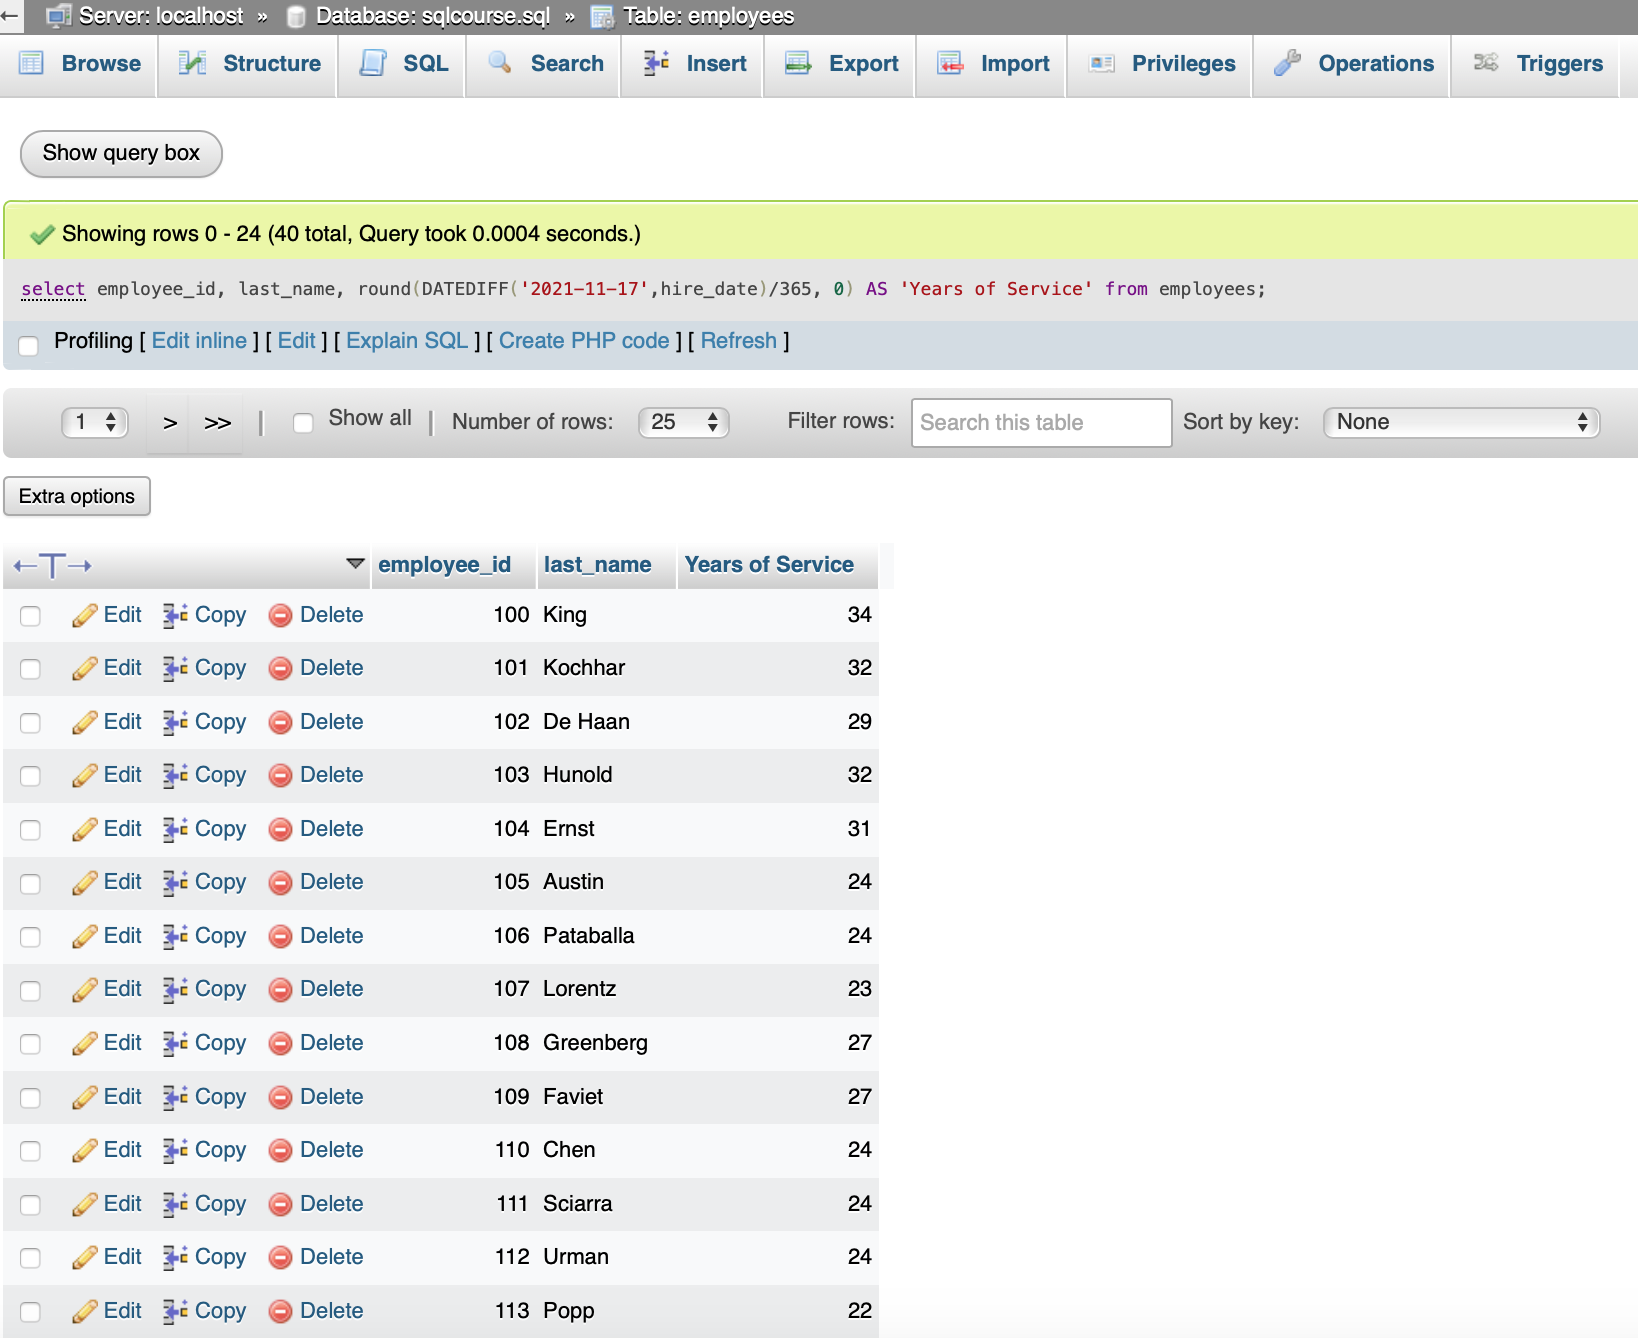 Server: localhost » Database: sqlcourse.sql » Table: employees
Browse Structure SQL Search Insert Export Import Privileges Operations Triggers
Show query box
Showing rows 0 - 24 (40 total, Query took 0.0004 seconds.)
select employee_id, last_name, round(DATEDIFF('2021-11-17',hire_date)/365, 0) AS 'Years of Service' from employees;
Profiling [ Edit inline ] [ Edit ] [ Explain SQL ] [ Create PHP code ] [ Refresh ]
1 > >> | Show all | Number of rows: 25 Filter rows: Search this table Sort by key: None
Extra options
←T→ employee_id last_name Years of Service
Edit Copy Delete 100 King 34
Edit Copy Delete 101 Kochhar 32
Edit Copy Delete 102 De Haan 29
Edit Copy Delete 103 Hunold 32
Edit Copy Delete 104 Ernst 31
Edit Copy Delete 105 Austin 24
Edit Copy Delete 106 Pataballa 24
Edit Copy Delete 107 Lorentz 23
Edit Copy Delete 108 Greenberg 27
Edit Copy Delete 109 Faviet 27
Edit Copy Delete 110 Chen 24
Edit Copy Delete 111 Sciarra 24
Edit Copy Delete 112 Urman 24
Edit Copy Delete 113 Popp 22